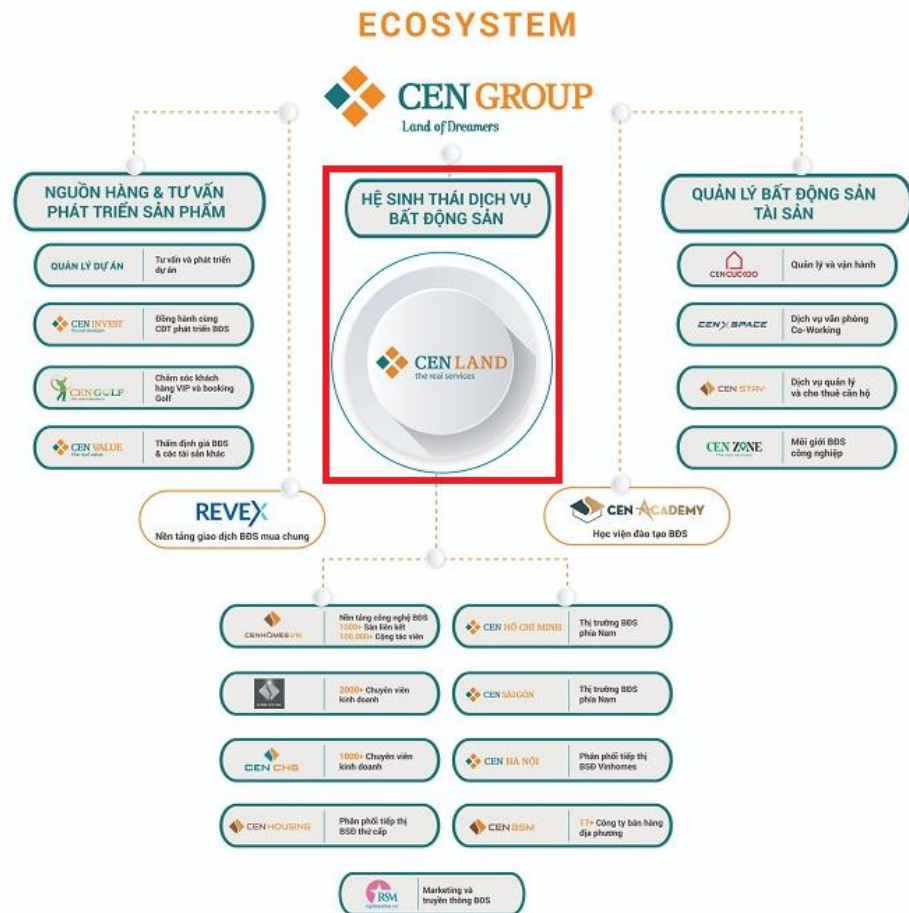 ECOSYSTEM
CEN GROUP
Land of Dreamers
NGUỒN HÀNG & TƯ VẤN
PHÁT TRIỂN SẢN PHẨM
QUẢN LÝ DỰ ÁN
Tư vấn và phát triển
dự án
CEN INVEST
Đồng hành cùng
CĐT phát triển BĐS
CEN GOLF
Chăm sóc khách
hàng VIP và booking
Golf
CEN VALUE
The real value
Thẩm định giá BĐS
& các tài sản khác
HỆ SINH THÁI DỊCH VỤ
BẤT ĐỘNG SẢN
CEN LAND
the real services
QUẢN LÝ BẤT ĐỘNG SẢN
TÀI SẢN
CEN CUCKOO
Quản lý và vận hành
CEN X SPACE
Dịch vụ văn phòng
Co-Working
CEN STAY
Dịch vụ quản lý
và cho thuê căn hộ
CEN ZONE
Môi giới BĐS
công nghiệp
REVEX
Nền tảng giao dịch BĐS mua chung
CEN ACADEMY
Học viện đào tạo BĐS
CENHOMES.VN
Nền tảng công nghệ BĐS
1500+ Sàn liên kết
100.000+ Cộng tác viên
2000+ Chuyên viên
kinh doanh
CEN CHS
1000+ Chuyên viên
kinh doanh
CEN HOUSING
Phân phối tiếp thị
BSĐ thứ cấp
CEN HỒ CHÍ MINH
Thị trường BĐS
phía Nam
CEN SÀI GÒN
Thị trường BĐS
phía Nam
CEN HÀ NỘI
Phân phối tiếp thị
BSĐ Vinhomes
CEN BSM
17+ Công ty bán hàng
địa phương
RSM
Marketing và
truyền thông BĐS